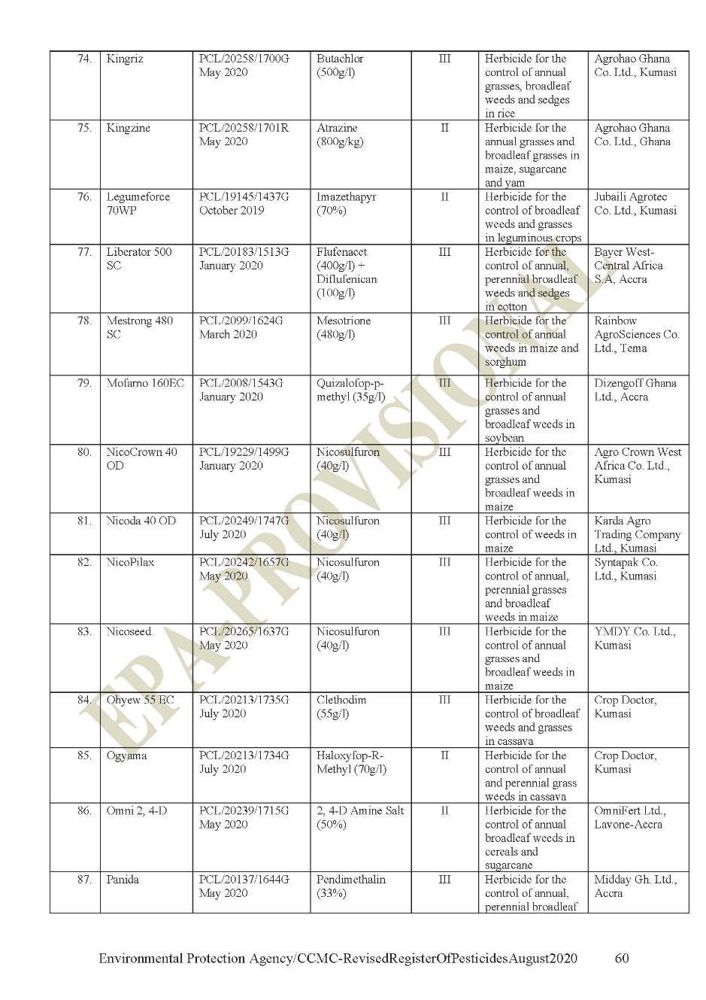 74. Kingriz PCL/20258/1700G Butachlor III Herbicide for the Agrohao Ghana
May 2020 (500g/l) control of annual Co. Ltd., Kumasi
grasses, broadleaf
weeds and sedges
in rice
75. Kingzine PCL/20258/1701R Atrazine II Herbicide for the Agrohao Ghana
May 2020 (800g/kg) annual grasses and Co. Ltd., Ghana
broadleaf grasses in
maize, sugarcane
and yam
76. Legumeforce PCL/19145/1437G Imazethapyr II Herbicide for the Jubaili Agrotec
70WP October 2019 (70%) control of broadleaf Co. Ltd., Kumasi
weeds and grasses
in leguminous crops
77. Liberator 500 PCL/20183/1513G Flufenacet III Herbicide for the Bayer West-
SC January 2020 (400g/l) + control of annual, Central Africa
Diflufenican perennial broadleaf S.A, Accra
(100g/l) weeds and sedges
in cotton
78. Mestrong 480 PCL/2099/1624G Mesotrione III Herbicide for the Rainbow
SC March 2020 (480g/l) control of annual AgroSciences Co.
weeds in maize and Ltd., Tema
sorghum
79. Mofarno 160EC PCL/2008/1543G Quizalofop-p- III Herbicide for the Dizengoff Ghana
January 2020 methyl (35g/l) control of annual Ltd., Accra
grasses and
broadleaf weeds in
soybean
80. NicoCrown 40 PCL/19229/1499G Nicosulfuron III Herbicide for the Agro Crown West
OD January 2020 (40g/l) control of annual Africa Co. Ltd.,
grasses and Kumasi
broadleaf weeds in
maize
81. Nicoda 40 OD PCL/20249/1747G Nicosulfuron III Herbicide for the Karda Agro
July 2020 (40g/l) control of weeds in Trading Company
maize Ltd., Kumasi
82. NicoPilax PCL/20242/1657G Nicosulfuron III Herbicide for the Syntapak Co.
May 2020 (40g/l) control of annual, Ltd., Kumasi
perennial grasses
and broadleaf
weeds in maize
83. Nicoseed PCL/20265/1637G Nicosulfuron III Herbicide for the YMDY Co. Ltd.,
May 2020 (40g/l) control of annual Kumasi
grasses and
broadleaf weeds in
maize
84. Ohyew 55 EC PCL/20213/1735G Clethodim III Herbicide for the Crop Doctor,
July 2020 (55g/l) control of broadleaf Kumasi
weeds and grasses
in cassava
85. Ogyama PCL/20213/1734G Haloxyfop-R- II Herbicide for the Crop Doctor,
July 2020 Methyl (70g/l) control of annual Kumasi
and perennial grass
weeds in cassava
86. Omni 2, 4-D PCL/20239/1715G 2, 4-D Amine Salt II Herbicide for the OmniFert Ltd.,
May 2020 (50%) control of annual Lavone-Accra
broadleaf weeds in
cereals and
sugarcane
87. Panida PCL/20137/1644G Pendimethalin III Herbicide for the Midday Gh. Ltd.,
May 2020 (33%) control of annual, Accra
perennial broadleaf
EPA-PROVISIONAL
Environmental Protection Agency/CCMC-RevisedRegisterOfPesticidesAugust2020 60